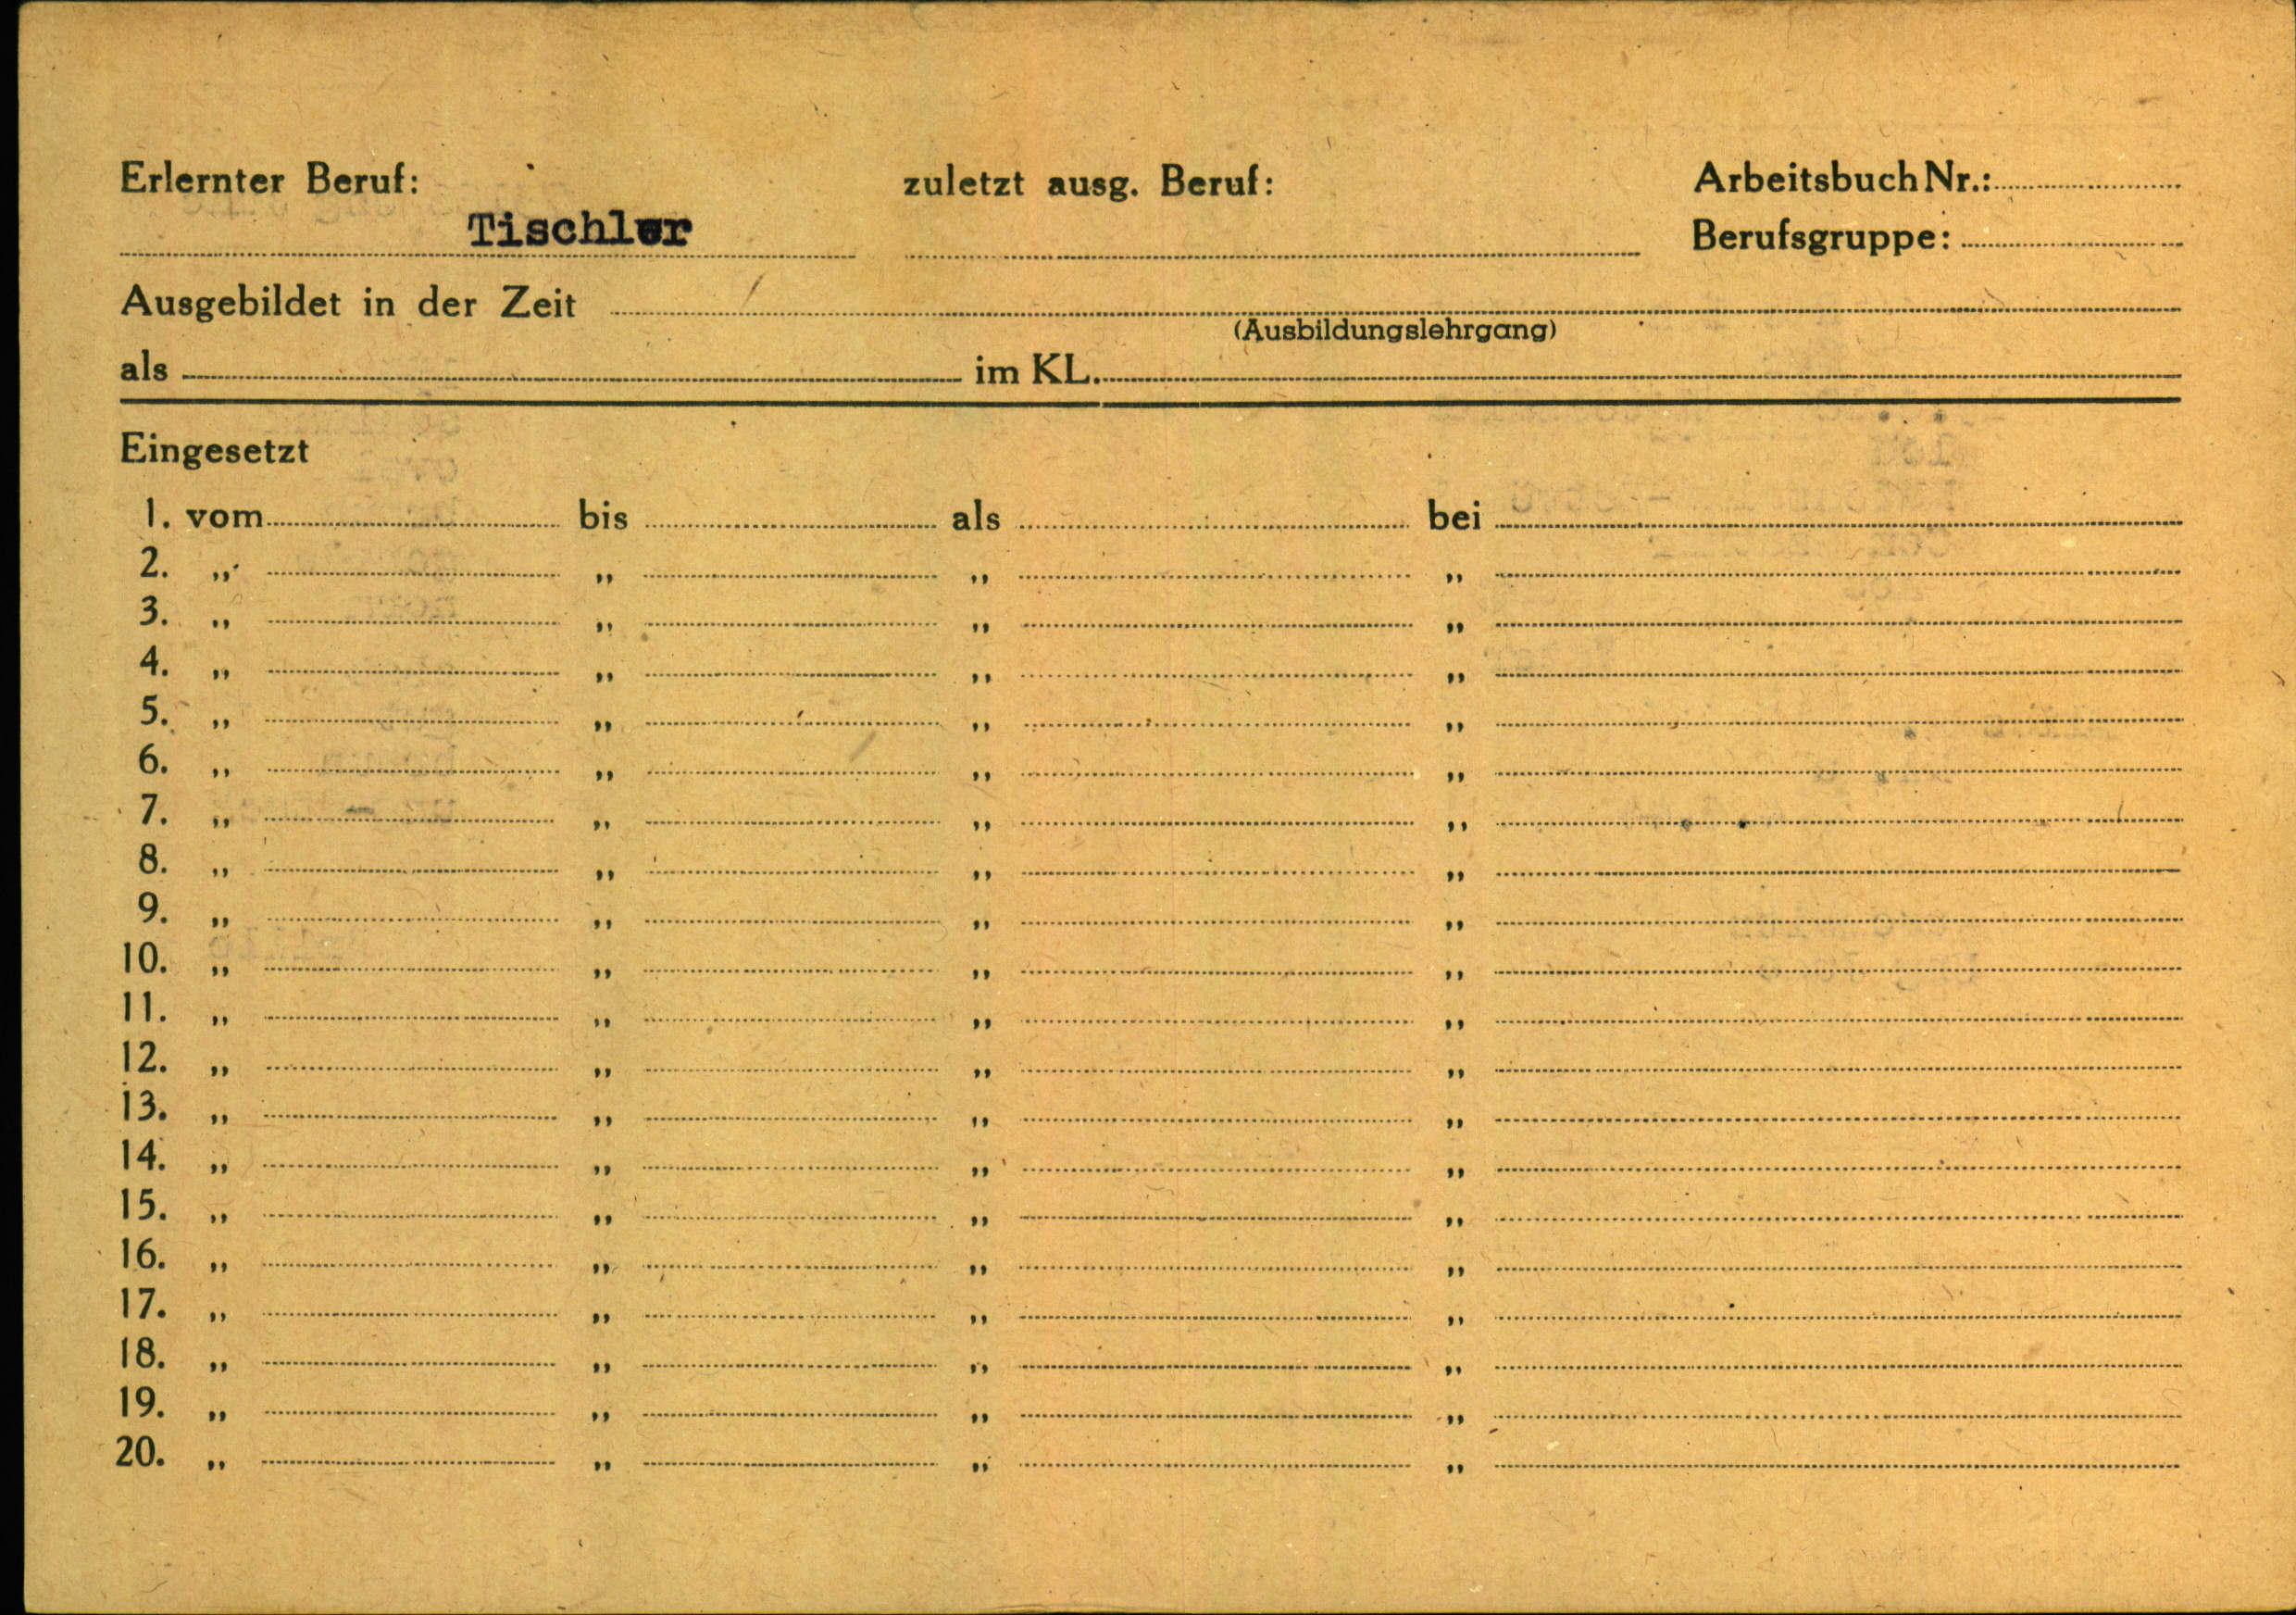 Erlernter Beruf: zuletzt ausg. Beruf: Arbeitsbuch Nr.:
Tischler Berufsgruppe:
Ausgebildet in der Zeit
(Ausbildungslehrgang)
als im KL.
Eingesetzt
1. vom bis als bei
2. „ „ „ „
3. „ „ „ „
4. „ „ „ „
5. „ „ „ „
6. „ „ „ „
7. „ „ „ „
8. „ „ „ „
9. „ „ „ „
10. „ „ „ „
11. „ „ „ „
12. „ „ „ „
13. „ „ „ „
14. „ „ „ „
15. „ „ „ „
16. „ „ „ „
17. „ „ „ „
18. „ „ „ „
19. „ „ „ „
20. „ „ „ „